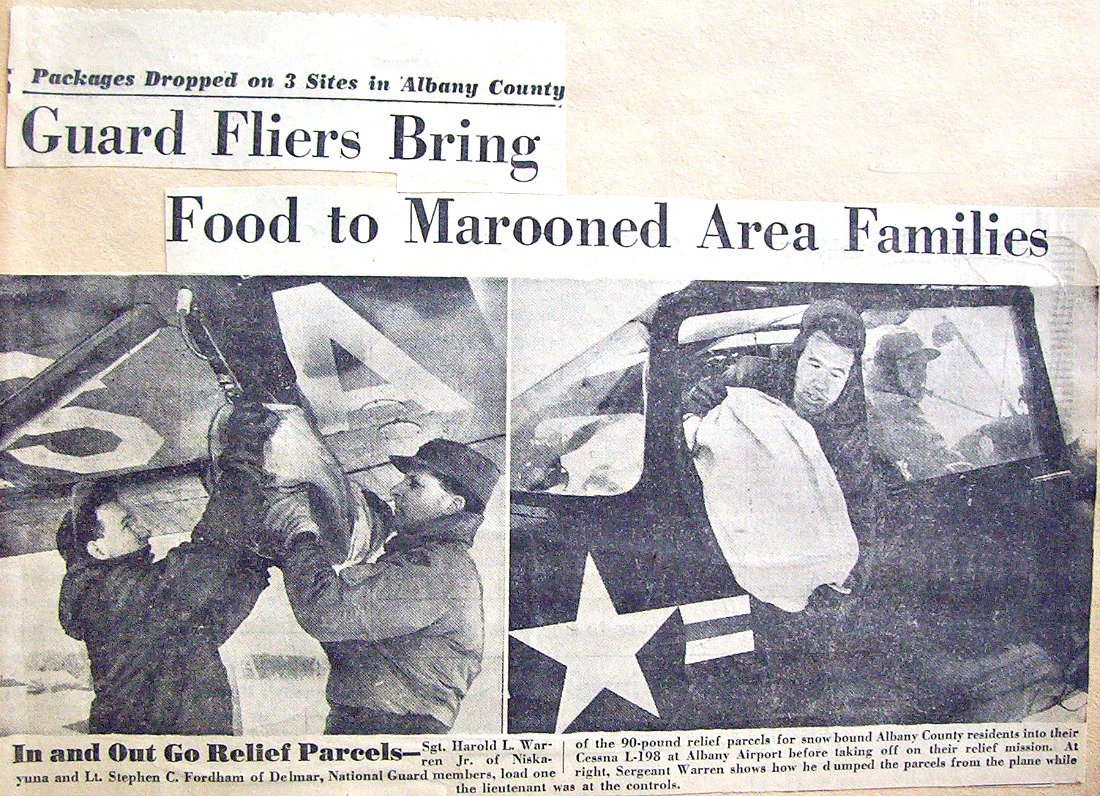 Packages Dropped on 3 Sites in Albany County
Guard Fliers Bring
Food to Marooned Area Families
54
In and Out Go Relief Parcels—Sgt. Harold L. War-
ren Jr. of Niska-
yuna and Lt. Stephen C. Fordham of Delmar, National Guard members, load one
of the 90-pound relief parcels for snow bound Albany County residents into their
Cessna L-198 at Albany Airport before taking off on their relief mission. At
right, Sergeant Warren shows how he dumped the parcels from the plane while
the lieutenant was at the controls.